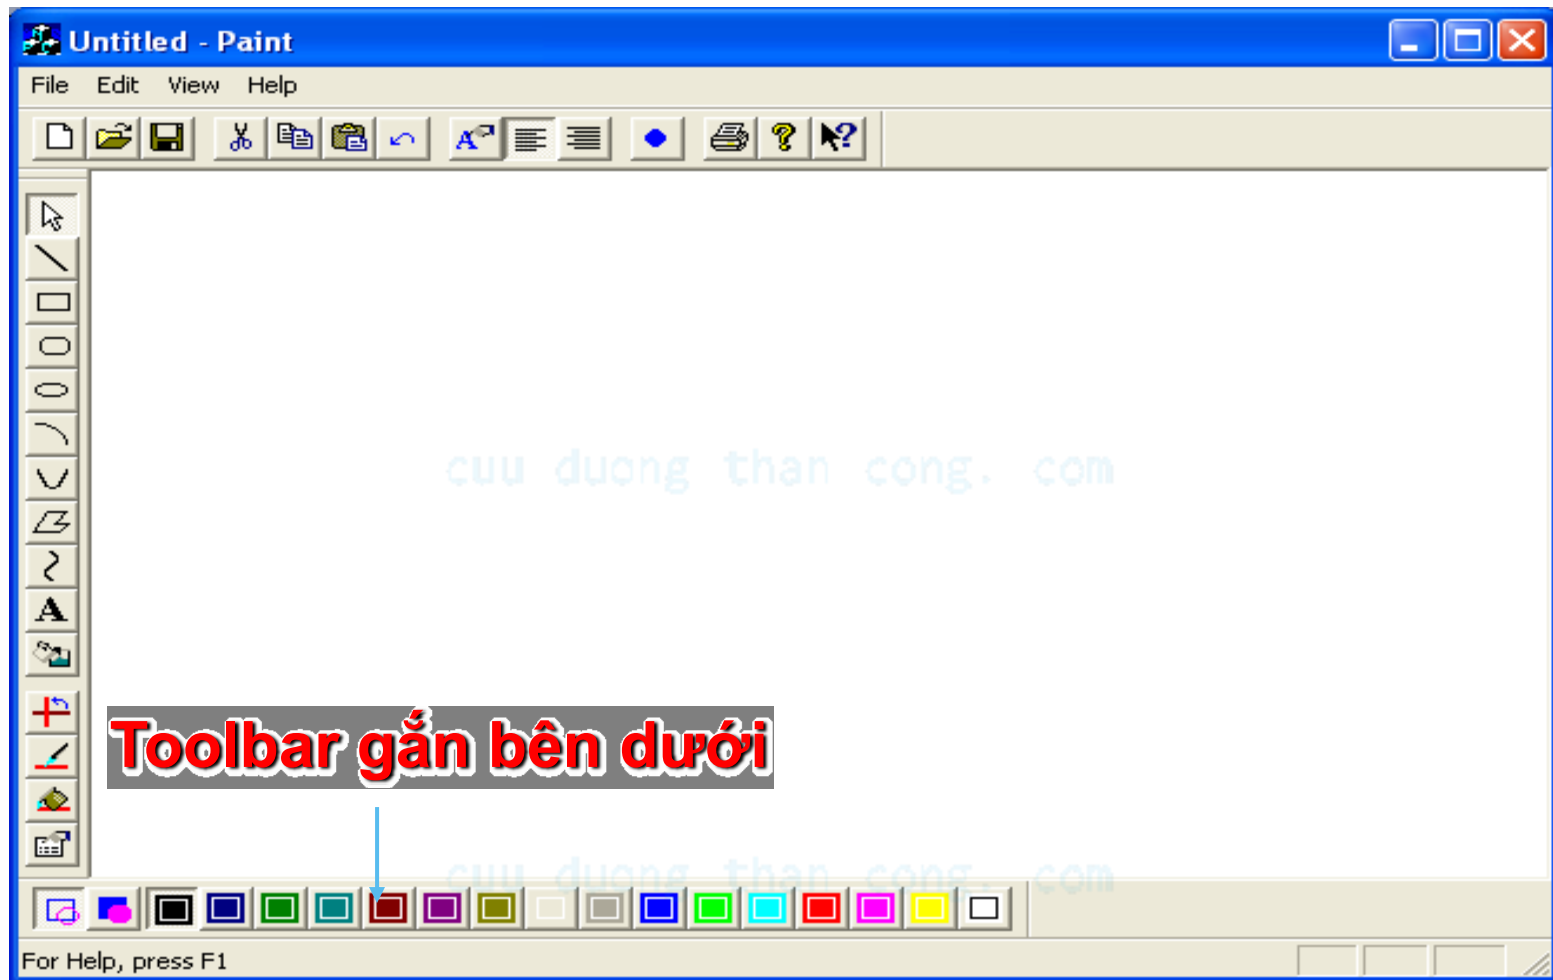 Untitled - Paint
File Edit View Help
cuu duong than cong. com
Toolbar gắn bên dưới
cuu duong than cong. com
For Help, press F1